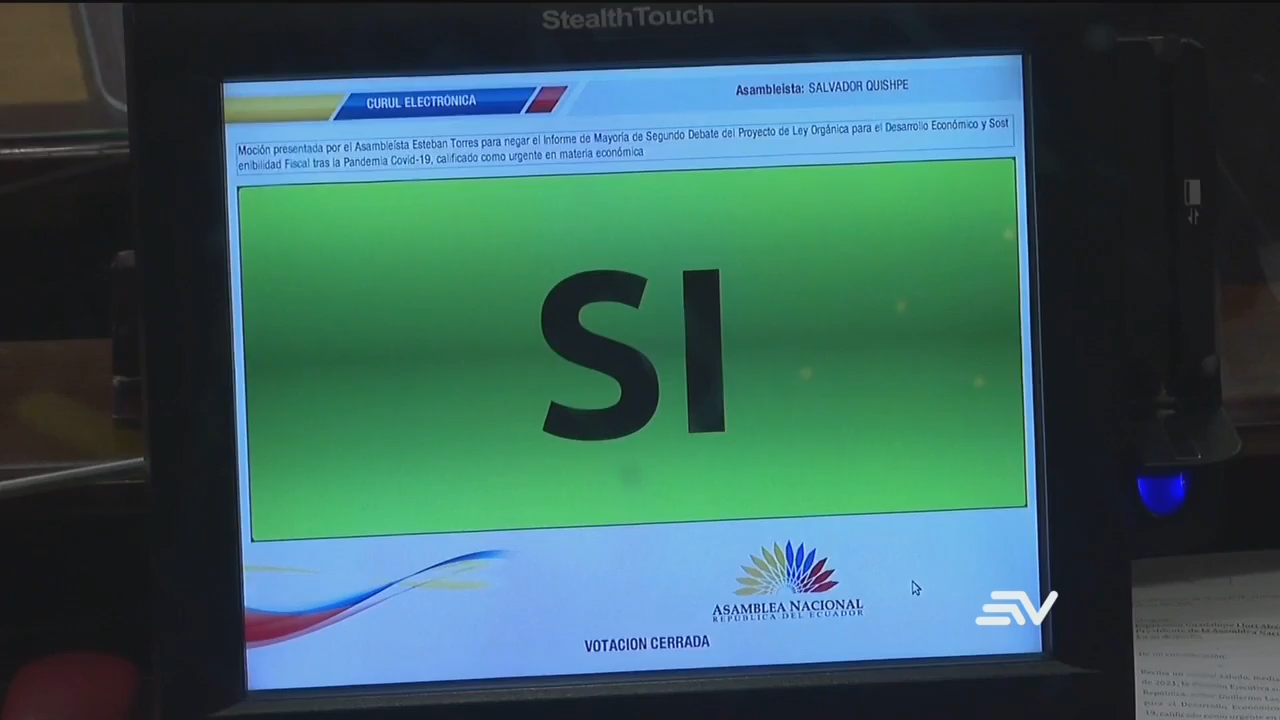 StealthTouch
CURUL ELECTRÓNICA
Asambleista: SALVADOR QUISHPE
Moción presentada por el Asambleísta Esteban Torres para negar el Informe de Mayoría de Segundo Debate del Proyecto de Ley Orgánica para el Desarrollo Económico y Sost
enibilidad Fiscal tras la Pandemia Covid-19, calificado como urgente en materia económica
SI
ASAMBLEA NACIONAL
REPÚBLICA DEL ECUADOR
VOTACION CERRADA